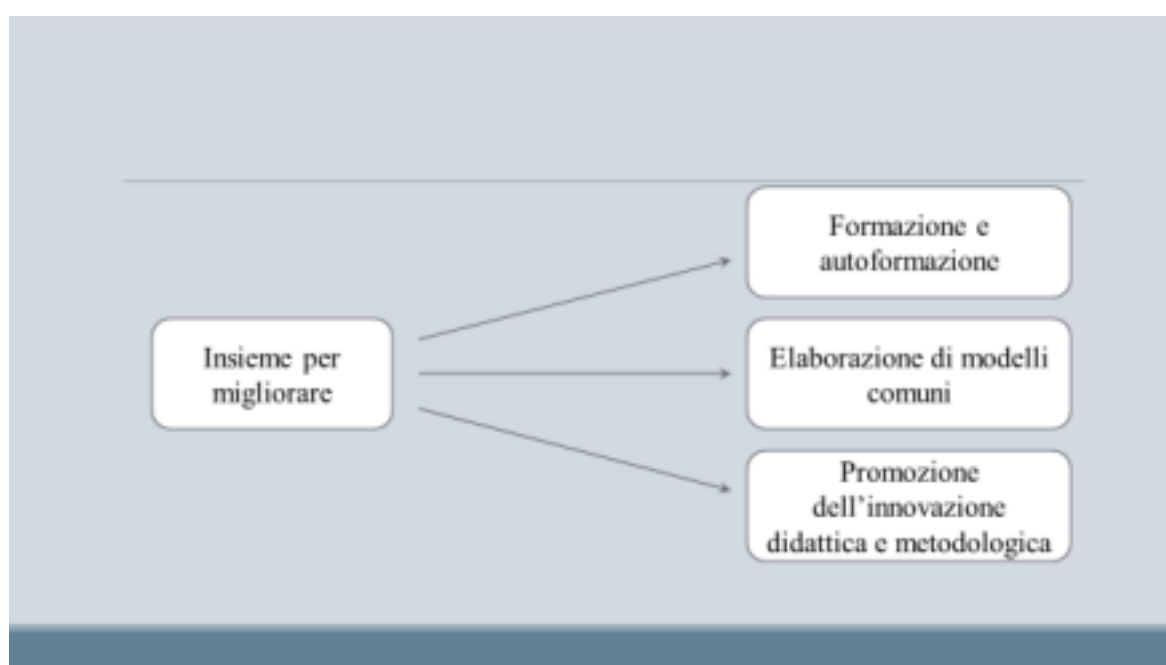 Insieme per
migliorare
Formazione e
autoformazione
Elaborazione di modelli
comuni
Promozione
dell’innovazione
didattica e metodologica